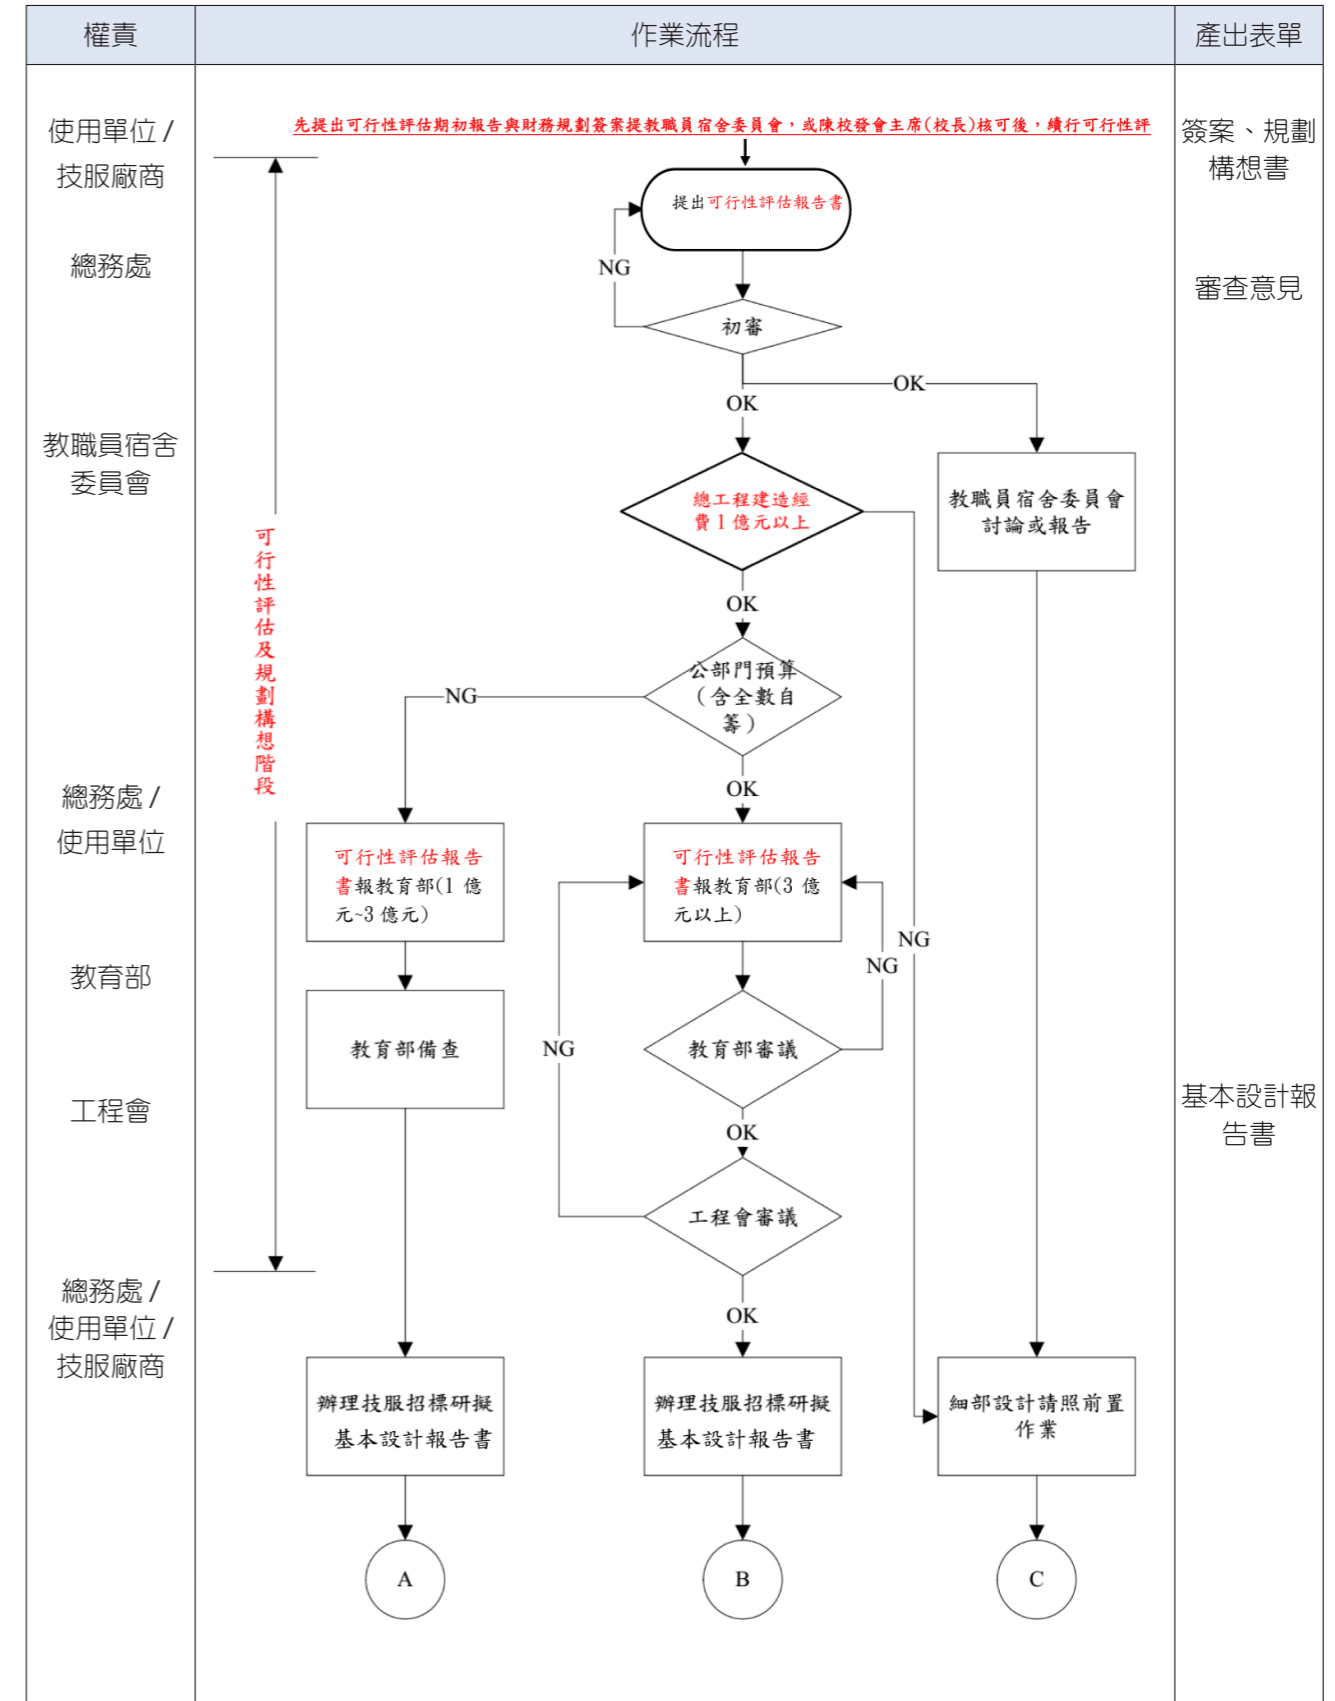 權責
作業流程
產出表單
使用單位 /
技服廠商
總務處
教職員宿舍
委員會
總務處 /
使用單位
教育部
工程會
總務處 /
使用單位 /
技服廠商
先提出可行性評估期初報告與財務規劃簽案提教職員宿舍委員會，或陳校發會主席(校長)核可後，續行可行性評
可行性評估及規劃構想階段
提出可行性評估報告書
NG
初審
OK
OK
總工程建造經
費 1 億元以上
教職員宿舍委員會
討論或報告
OK
公部門預算
（含全數自
籌）
NG
OK
可行性評估報告
書報教育部(1 億
元~3 億元)
可行性評估報告
書報教育部(3 億
元以上)
NG
NG
教育部備查
NG
教育部審議
OK
工程會審議
OK
辦理技服招標研擬
基本設計報告書
辦理技服招標研擬
基本設計報告書
細部設計請照前置
作業
A
B
C
簽案、規劃
構想書
審查意見
基本設計報
告書